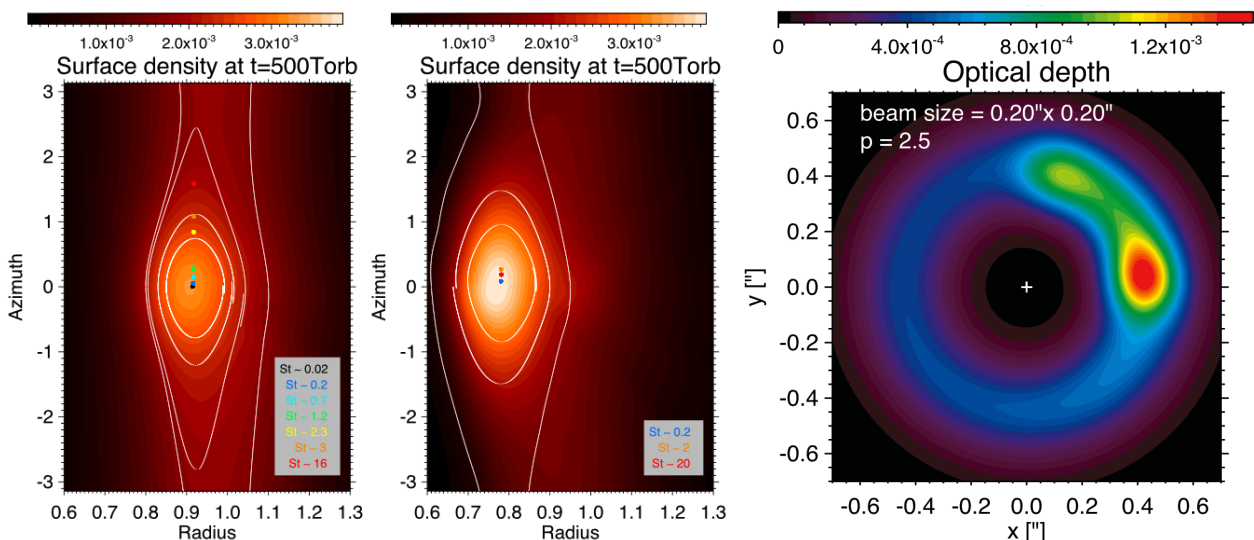 1.0x10⁻³ 2.0x10⁻³ 3.0x10⁻³
Surface density at t=500Torb
Azimuth
3
2
1
0
-1
-2
-3
St ~ 0.02
St ~ 0.2
St ~ 0.7
St ~ 1.2
St ~ 2.3
St ~ 3
St ~ 16
0.6 0.7 0.8 0.9 1.0 1.1 1.2 1.3
Radius
1.0x10⁻³ 2.0x10⁻³ 3.0x10⁻³
Surface density at t=500Torb
Azimuth
3
2
1
0
-1
-2
-3
St ~ 0.2
St ~ 2
St ~ 20
0.6 0.7 0.8 0.9 1.0 1.1 1.2 1.3
Radius
0 4.0x10⁻⁴ 8.0x10⁻⁴ 1.2x10⁻³
Optical depth
beam size = 0.20"x 0.20"
p = 2.5
y ["]
0.6
0.4
0.2
0.0
-0.2
-0.4
-0.6
-0.6 -0.4 -0.2 0.0 0.2 0.4 0.6
x ["]